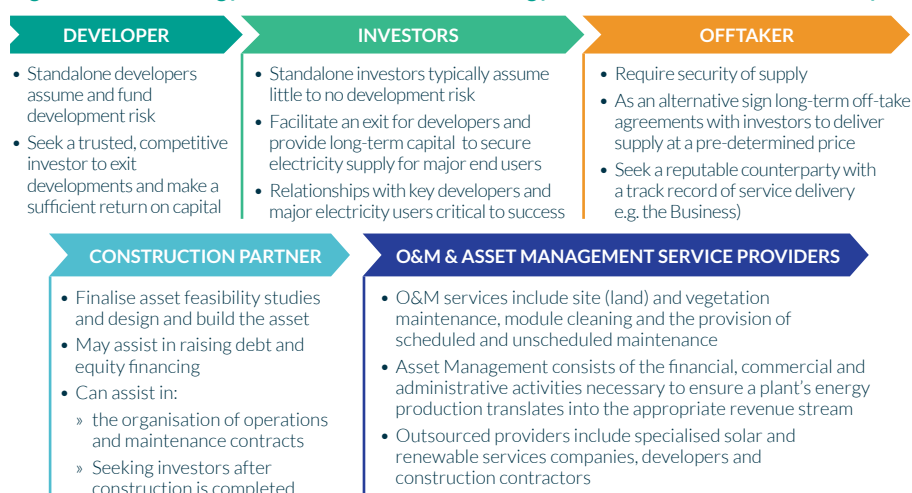 DEVELOPER
Standalone developers
assume and fund
development risk
Seek a trusted, competitive
investor to exit
developments and make a
sufficient return on capital
INVESTORS
Standalone investors typically assume
little to no development risk
Facilitate an exit for developers and
provide long-term capital to secure
electricity supply for major end users
Relationships with key developers and
major electricity users critical to success
OFFTAKER
Require security of supply
As an alternative sign long-term off-take
agreements with investors to deliver
supply at a pre-determined price
Seek a reputable counterparty with
a track record of service delivery
e.g. the Business)
CONSTRUCTION PARTNER
Finalise asset feasibility studies
and design and build the asset
May assist in raising debt and
equity financing
Can assist in:
» the organisation of operations
and maintenance contracts
» Seeking investors after
construction is completed
O&M & ASSET MANAGEMENT SERVICE PROVIDERS
O&M services include site (land) and vegetation
maintenance, module cleaning and the provision of
scheduled and unscheduled maintenance
Asset Management consists of the financial, commercial and
administrative activities necessary to ensure a plant's energy
production translates into the appropriate revenue stream
Outsourced providers include specialised solar and
renewable services companies, developers and
construction contractors